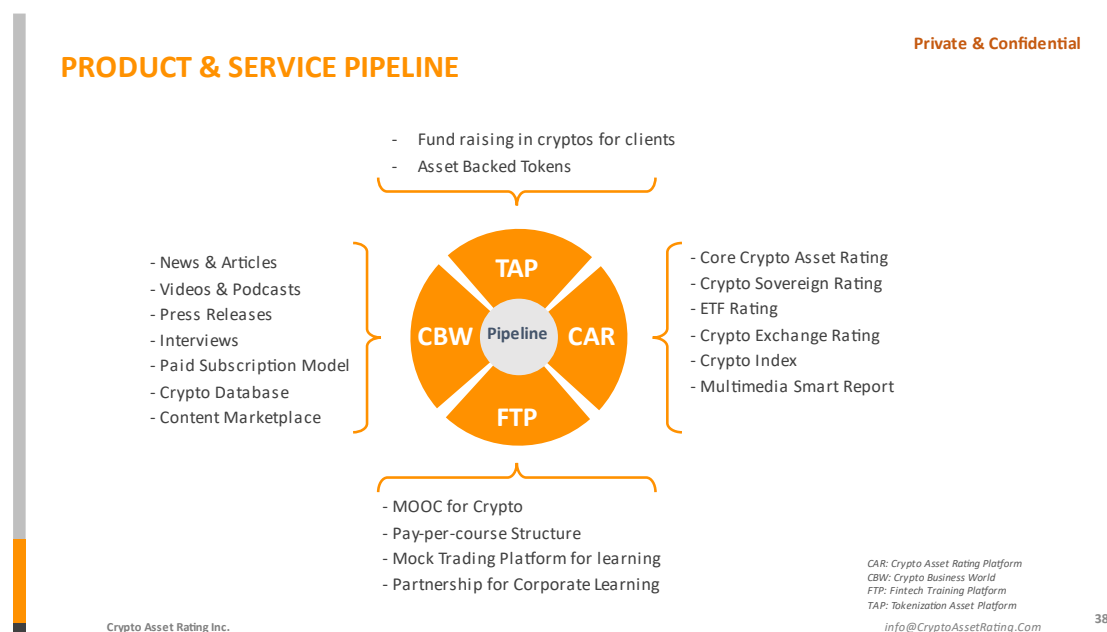 Private & Confidential
PRODUCT & SERVICE PIPELINE
- Fund raising in cryptos for clients
- Asset Backed Tokens
- News & Articles
- Videos & Podcasts
- Press Releases
- Interviews
- Paid Subscription Model
- Crypto Database
- Content Marketplace
TAP
CBW
Pipeline
CAR
FTP
- Core Crypto Asset Rating
- Crypto Sovereign Rating
- ETF Rating
- Crypto Exchange Rating
- Crypto Index
- Multimedia Smart Report
- MOOC for Crypto
- Pay-per-course Structure
- Mock Trading Platform for learning
- Partnership for Corporate Learning
CAR: Crypto Asset Rating Platform
CBW: Crypto Business World
FTP: Fintech Training Platform
TAP: Tokenization Asset Platform
Crypto Asset Rating Inc.
info@CryptoAssetRating.Com
38